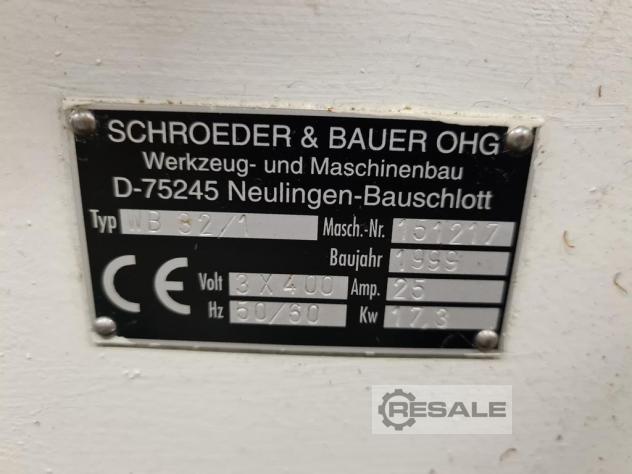 SCHROEDER & BAUER OHG
Werkzeug- und Maschinenbau
D-75245 Neulingen-Bauschlott
Typ WB 32/1 Masch.-Nr. 151217
Baujahr 1999
CE Volt 3 X 400 Amp. 25
Hz 50/60 Kw 17,3
RESALE